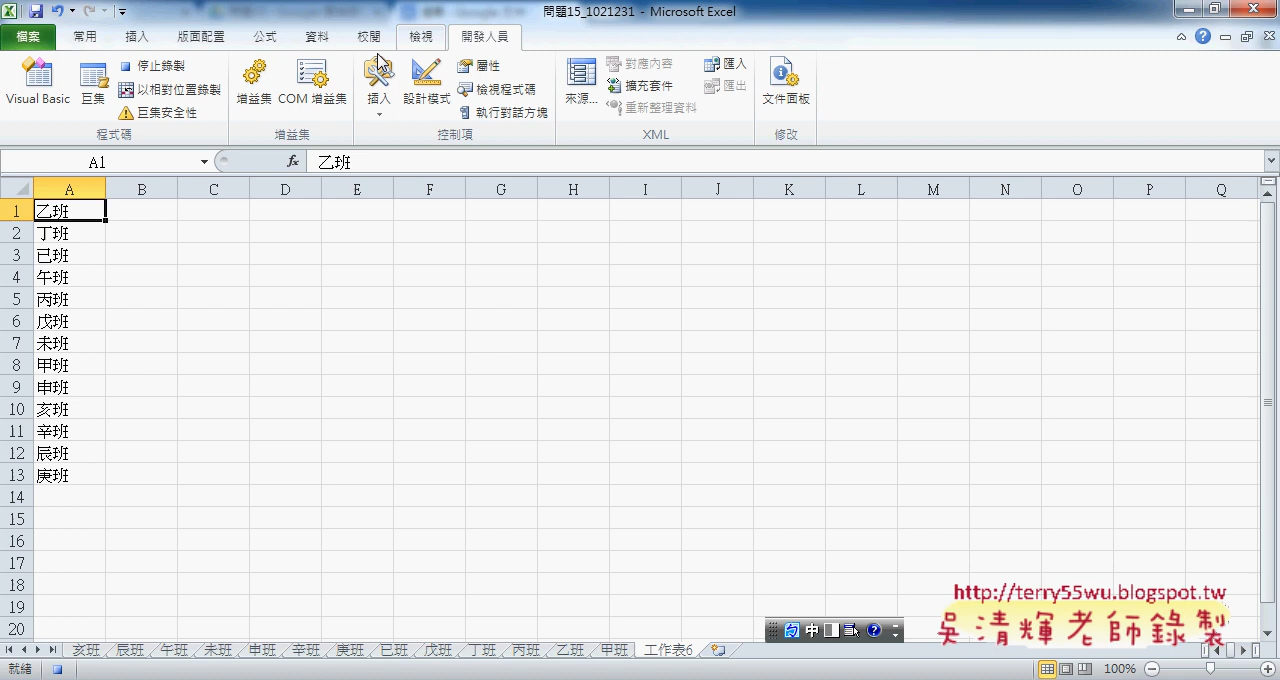 問題15_1021231 - Microsoft Excel
檔案 常用 插入 版面配置 公式 資料 校閱 檢視 開發人員
Visual Basic 巨集 停止錄製 以相對位置錄製 巨集安全性 程式碼
增益集 COM 增益集 增益集
插入 設計模式 屬性 檢視程式碼 執行對話方塊 控制項
來源... 對應內容 擴充套件 重新整理資料 匯入 匯出 XML
文件面板 修改
A1 fx 乙班
A B C D E F G H I J K L M N O P Q
1 乙班
2 丁班
3 己班
4 午班
5 丙班
6 戊班
7 未班
8 甲班
9 申班
10 亥班
11 辛班
12 辰班
13 庚班
14
15
16
17
18
19
20
http://terry55wu.blogspot.tw
吳清輝老師錄製
中
亥班 辰班 午班 未班 申班 辛班 庚班 己班 戊班 丁班 丙班 乙班 甲班 工作表6
就緒 100%